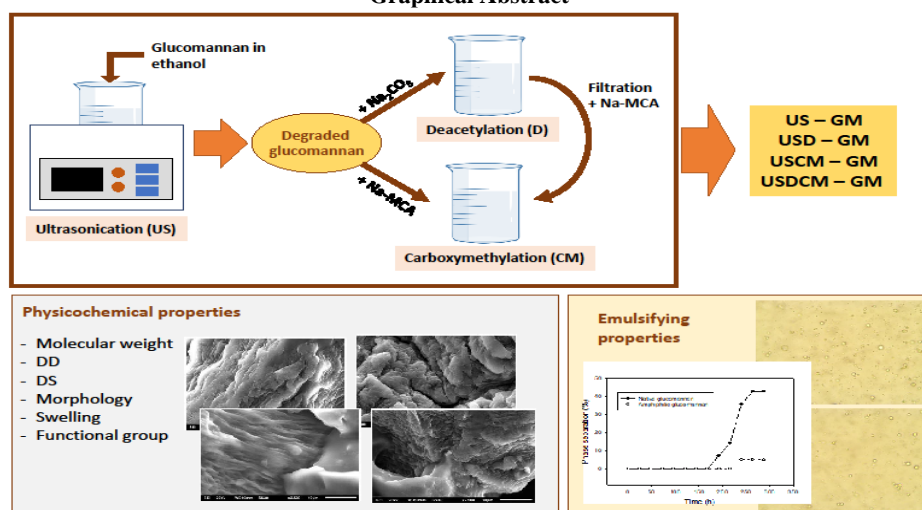 Graphical Abstract
Glucomannan in
ethanol
Ultrasonication (US)
Degraded
glucomannan
+ Na₂CO₃
+ Na-MCA
Deacetylation (D)
Carboxymethylation (CM)
Filtration
+ Na-MCA
US – GM
USD – GM
USCM – GM
USDCM – GM
Physicochemical properties
- Molecular weight
- DD
- DS
- Morphology
- Swelling
- Functional group
Emulsifying
properties
Native glucomannan
Phase separation (%)
Time (h)